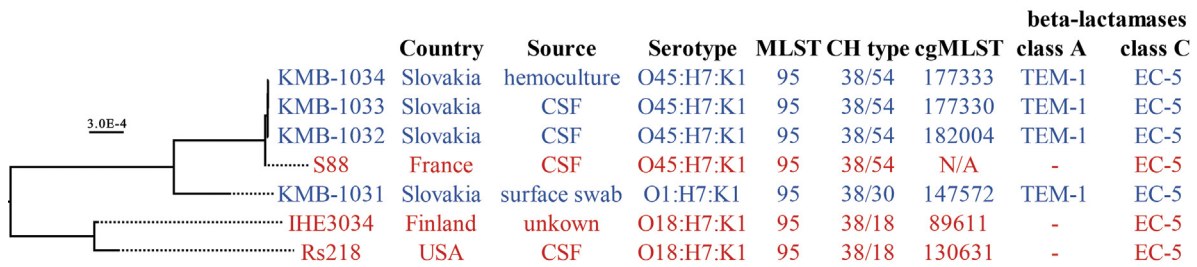 beta-lactamases
Country Source Serotype MLST CH type cgMLST class A class C
KMB-1034 Slovakia hemoculture O45:H7:K1 95 38/54 177333 TEM-1 EC-5
3.0E-4
KMB-1033 Slovakia CSF O45:H7:K1 95 38/54 177330 TEM-1 EC-5
KMB-1032 Slovakia CSF O45:H7:K1 95 38/54 182004 TEM-1 EC-5
S88 France CSF O45:H7:K1 95 38/54 N/A - EC-5
KMB-1031 Slovakia surface swab O1:H7:K1 95 38/30 147572 TEM-1 EC-5
IHE3034 Finland unkown O18:H7:K1 95 38/18 89611 - EC-5
Rs218 USA CSF O18:H7:K1 95 38/18 130631 - EC-5